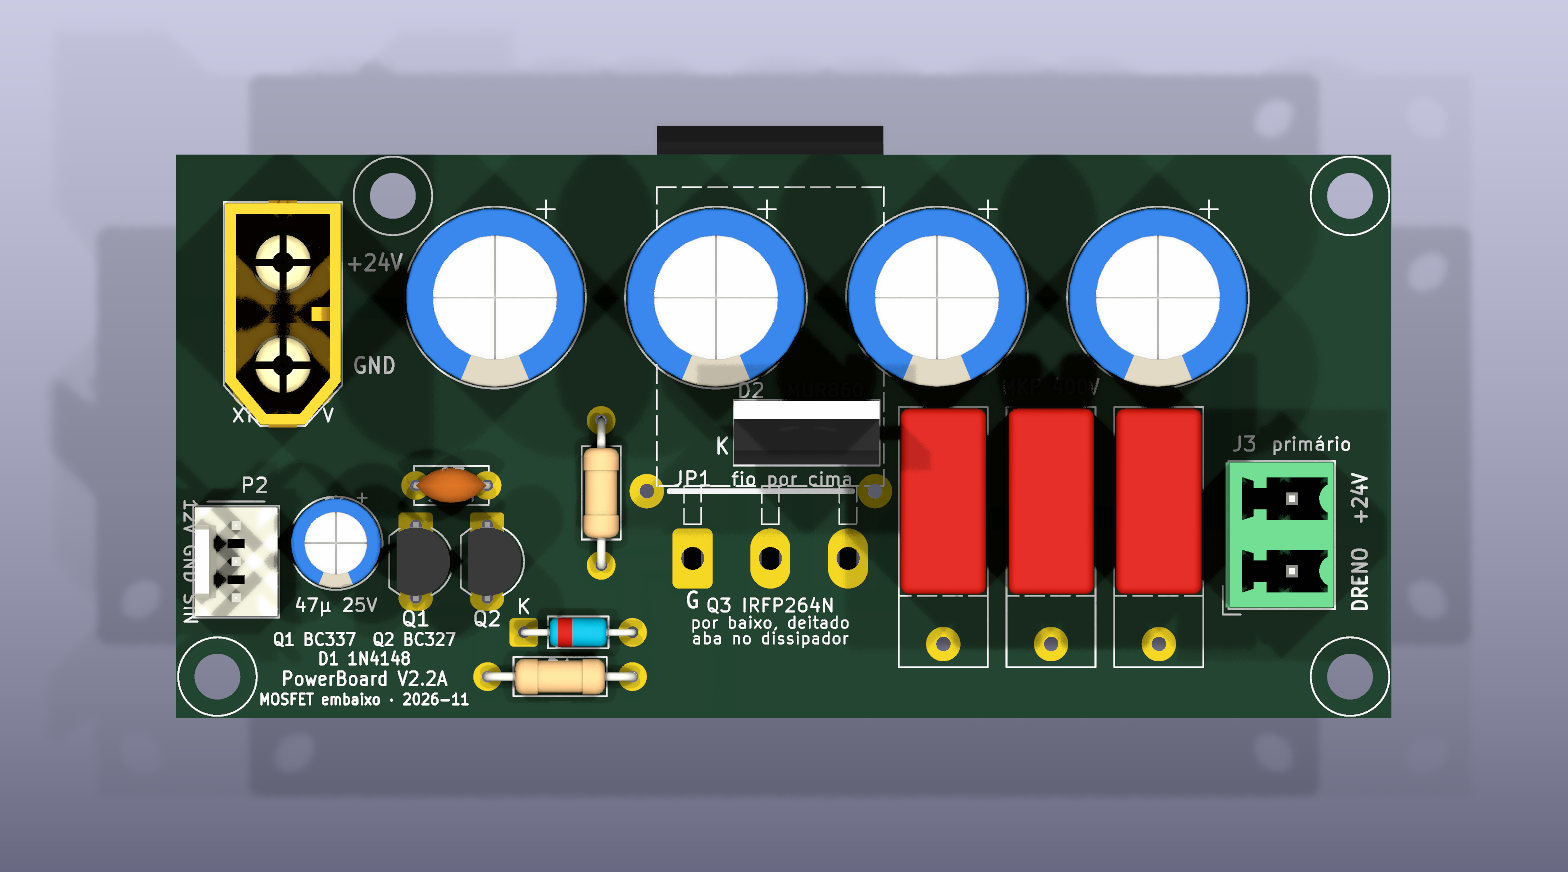 +24V
GND
D2
MKP 400V
K
J3 primário
JP1 fio por cima
P2
+24V
DRENO
12V GND SIN
47µ 25V
K
G
Q3 IRFP264N
por baixo, deitado
aba no dissipador
Q1
Q2
Q1 BC337 Q2 BC327
D1 1N4148
PowerBoard V2.2A
MOSFET embaixo · 2026-11